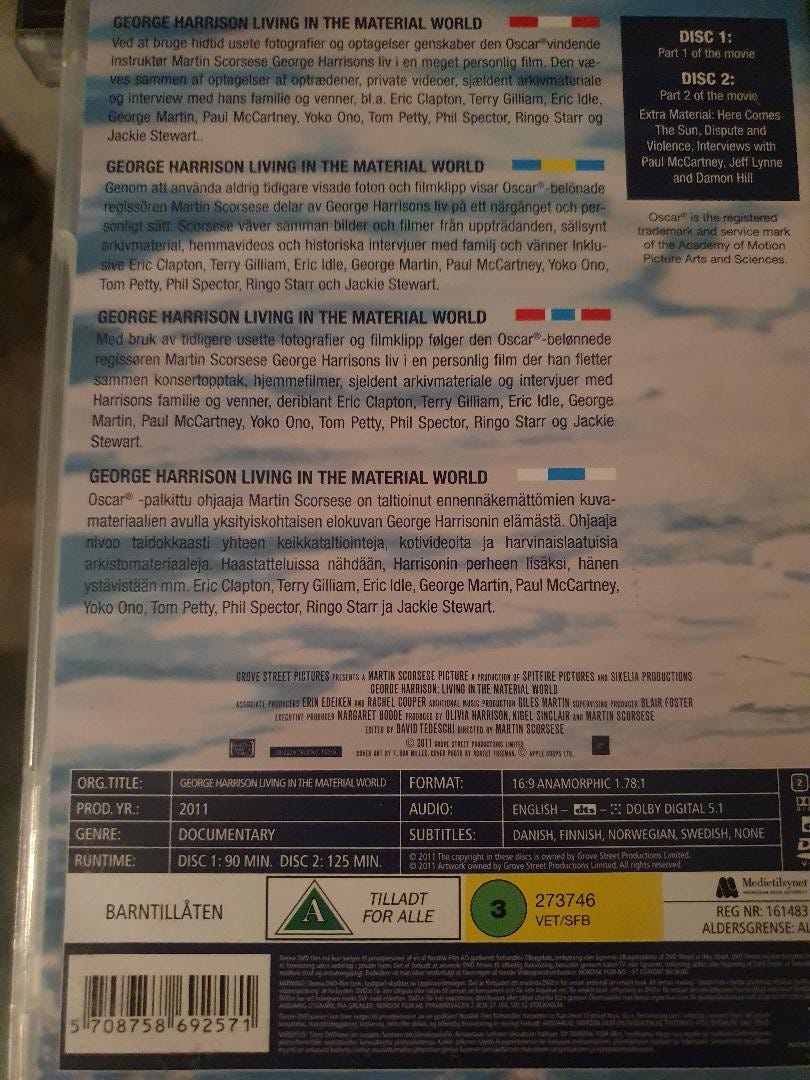 GEORGE HARRISON LIVING IN THE MATERIAL WORLD
Ved at bruge hidtid usete fotografier og optagelser genskaber den Oscar®vindende
instruktør Martin Scorsese George Harrisons liv i en meget personlig film. Den væ-
ves sammen af optagelser af optrædener, private videoer, sjældent arkivmateriale
og interview med hans familie og venner, bl.a. Eric Clapton, Terry Gilliam, Eric Idle,
George Martin, Paul McCartney, Yoko Ono, Tom Petty, Phil Spector, Ringo Starr og
Jackie Stewart..
GEORGE HARRISON LIVING IN THE MATERIAL WORLD
Genom att använda aldrig tidigare visade foton och filmklipp visar Oscar®-belönade
regissören Martin Scorsese delar av George Harrisons liv på ett närgånget och per-
sonligt sätt. Scorsese väver samman bilder och filmer från uppträdanden, sällsynt
arkivmaterial, hemmavideos och historiska intervjuer med familj och vänner Inklu-
sive Eric Clapton, Terry Gilliam, Eric Idle, George Martin, Paul McCartney, Yoko Ono,
Tom Petty, Phil Spector, Ringo Starr och Jackie Stewart.
GEORGE HARRISON LIVING IN THE MATERIAL WORLD
Med bruk av tidligere usette fotografier og filmklipp følger den Oscar®-belønnede
regissøren Martin Scorsese George Harrisons liv i en personlig film der han fletter
sammen konsertopptak, hjemmefilmer, sjeldent arkivmateriale og intervjuer med
Harrisons familie og venner, deriblant Eric Clapton, Terry Gilliam, Eric Idle, George
Martin, Paul McCartney, Yoko Ono, Tom Petty, Phil Spector, Ringo Starr og Jackie
Stewart.
GEORGE HARRISON LIVING IN THE MATERIAL WORLD
Oscar® -palkittu ohjaaja Martin Scorsese on taltioinut ennennäkemättömien kuva-
materiaalien avulla yksityiskohtaisen elokuvan George Harrisonin elämästä. Ohjaaja
nivoo taidokkaasti yhteen keikkataltiointeja, kotivideoita ja harvinaislaatuisia
arkistomateriaaleja. Haastatteluissa nähdään, Harrisonin perheen lisäksi, hänen
ystävistään mm. Eric Clapton, Terry Gilliam, Eric Idle, George Martin, Paul McCartney,
Yoko Ono, Tom Petty, Phil Spector, Ringo Starr ja Jackie Stewart.
DISC 1:
Part 1 of the movie
DISC 2:
Part 2 of the movie
Extra Material: Here Comes
The Sun, Dispute and
Violence, Interviews with
Paul McCartney, Jeff Lynne
and Damon Hill
Oscar® is the registered
trademark and service mark
of the Academy of Motion
Picture Arts and Sciences.
GROVE STREET PICTURES PRESENTS A MARTIN SCORSESE PICTURE A PRODUCTION OF SPITFIRE PICTURES AND SIKELIA PRODUCTIONS
GEORGE HARRISON: LIVING IN THE MATERIAL WORLD
ASSOCIATE PRODUCERS ERIN EDEIKEN AND RACHEL COOPER ADDITIONAL MUSIC PRODUCTION GILES MARTIN SUPERVISING PRODUCER BLAIR FOSTER
EXECUTIVE PRODUCER MARGARET BODDE PRODUCED BY OLIVIA HARRISON, NIGEL SINCLAIR AND MARTIN SCORSESE
EDITED BY DAVID TEDESCHI DIRECTED BY MARTIN SCORSESE
© 2011 GROVE STREET PRODUCTIONS LIMITED
COVER ART BY F. RON MILLER, COVER PHOTO BY ROBERT FREEMAN, © APPLE CORPS LTD.
ORG.TITLE: GEORGE HARRISON LIVING IN THE MATERIAL WORLD FORMAT: 16:9 ANAMORPHIC 1.78:1
PROD. YR.: 2011 AUDIO: ENGLISH – dts – DOLBY DIGITAL 5.1
GENRE: DOCUMENTARY SUBTITLES: DANISH, FINNISH, NORWEGIAN, SWEDISH, NONE
RUNTIME: DISC 1: 90 MIN. DISC 2: 125 MIN.
© 2011 The copyright in these discs is owned by Grove Street Productions Limited.
© 2011 Artwork owned by Grove Street Productions Limited. All rights reserved.
2
BARNTILLÅTEN
A
TILLADT
FOR ALLE
3
273746
VET/SFB
Medietilsynet
REG NR: 161483
ALDERSGRENSE: AL
5 708758 692571